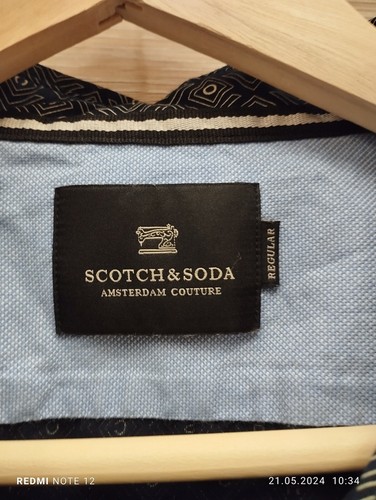 SCOTCH & SODA
AMSTERDAM COUTURE
REGULAR
REDMI NOTE 12
21.05.2024 10:34